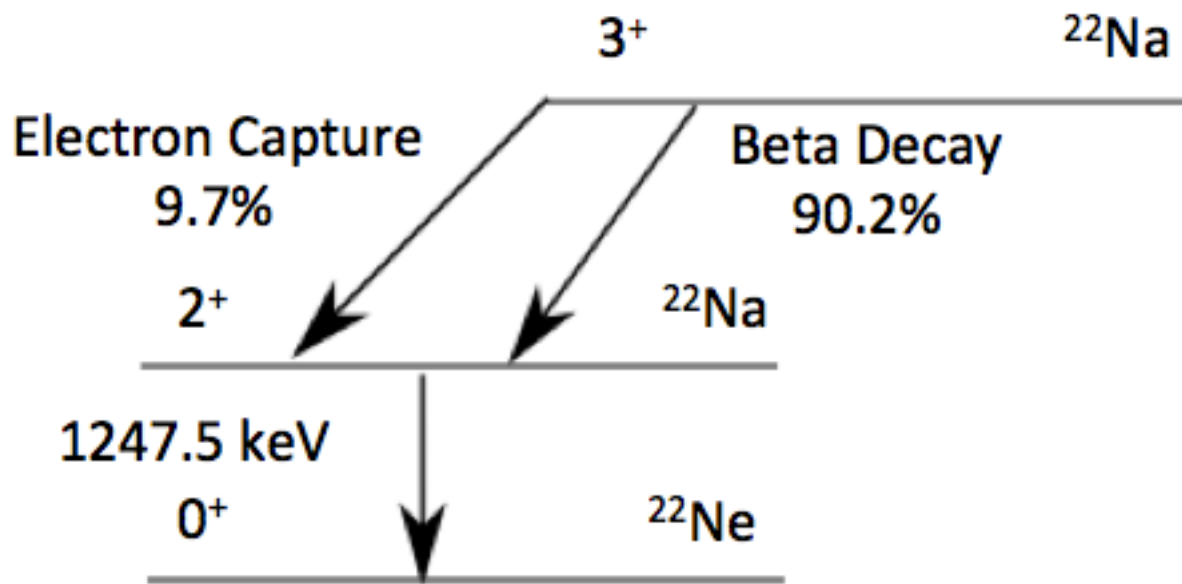 3⁺ ²²Na
Electron Capture
9.7%
Beta Decay
90.2%
2⁺ ²²Na
1247.5 keV
0⁺ ²²Ne